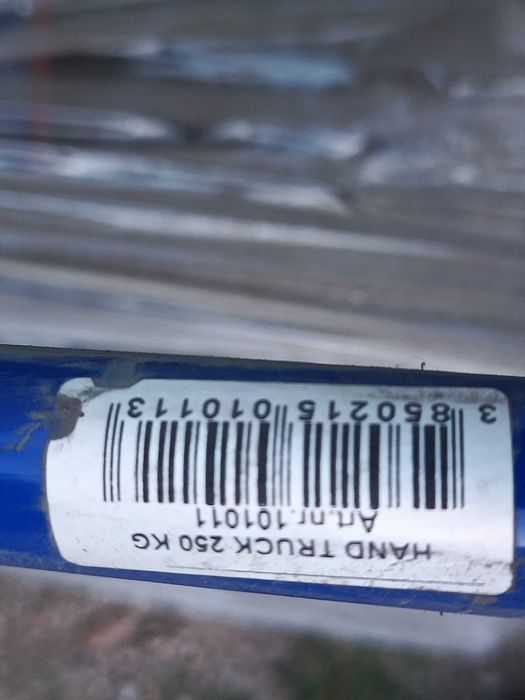 HAND TRUCK 250 KG
Art.nr.101011
3 850215 010113